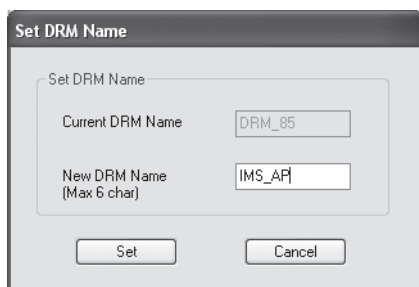 Set DRM Name
Set DRM Name
Current DRM Name DRM_85
New DRM Name IMS_AP
(Max 6 char)
Set Cancel